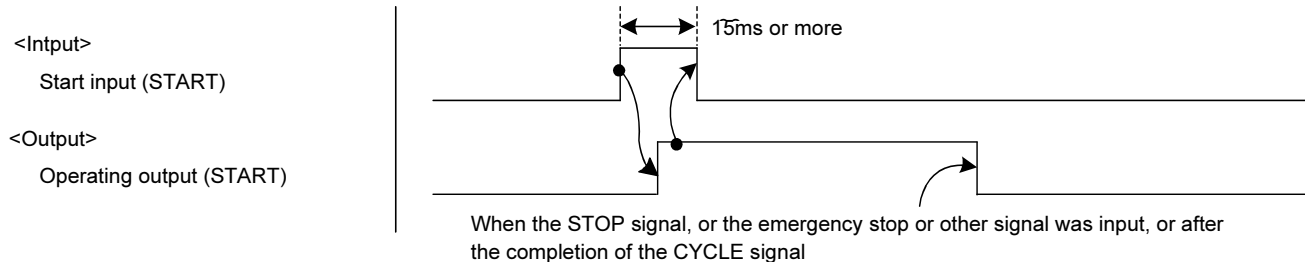 15ms or more
<Intput>
Start input (START)
<Output>
Operating output (START)
When the STOP signal, or the emergency stop or other signal was input, or after
the completion of the CYCLE signal